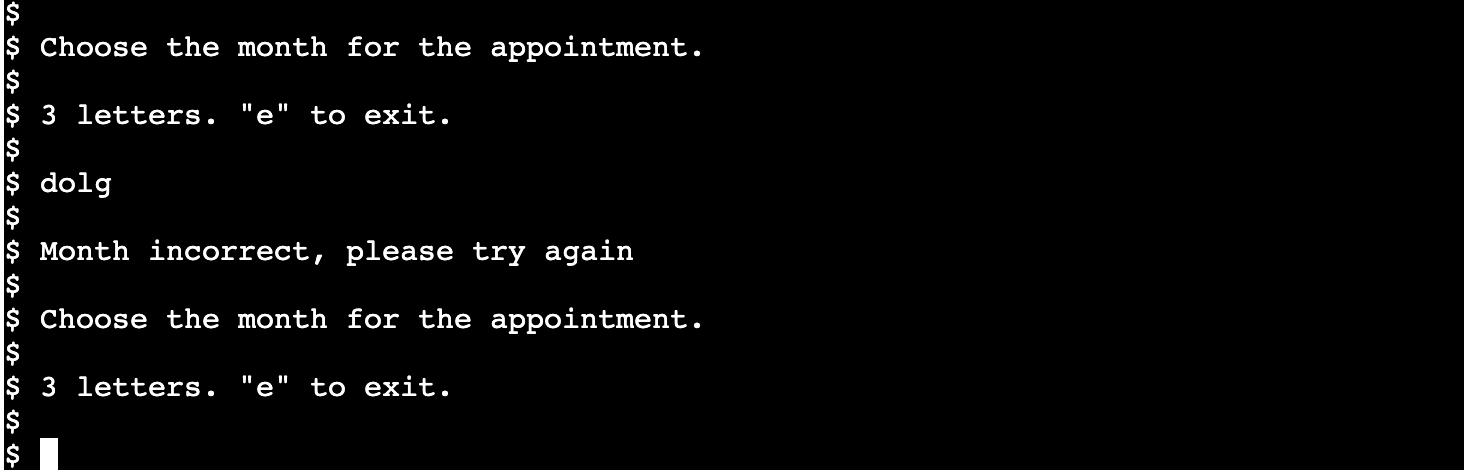 $
$ Choose the month for the appointment.
$
$ 3 letters. "e" to exit.
$
$ dolg
$
$ Month incorrect, please try again
$
$ Choose the month for the appointment.
$
$ 3 letters. "e" to exit.
$
$